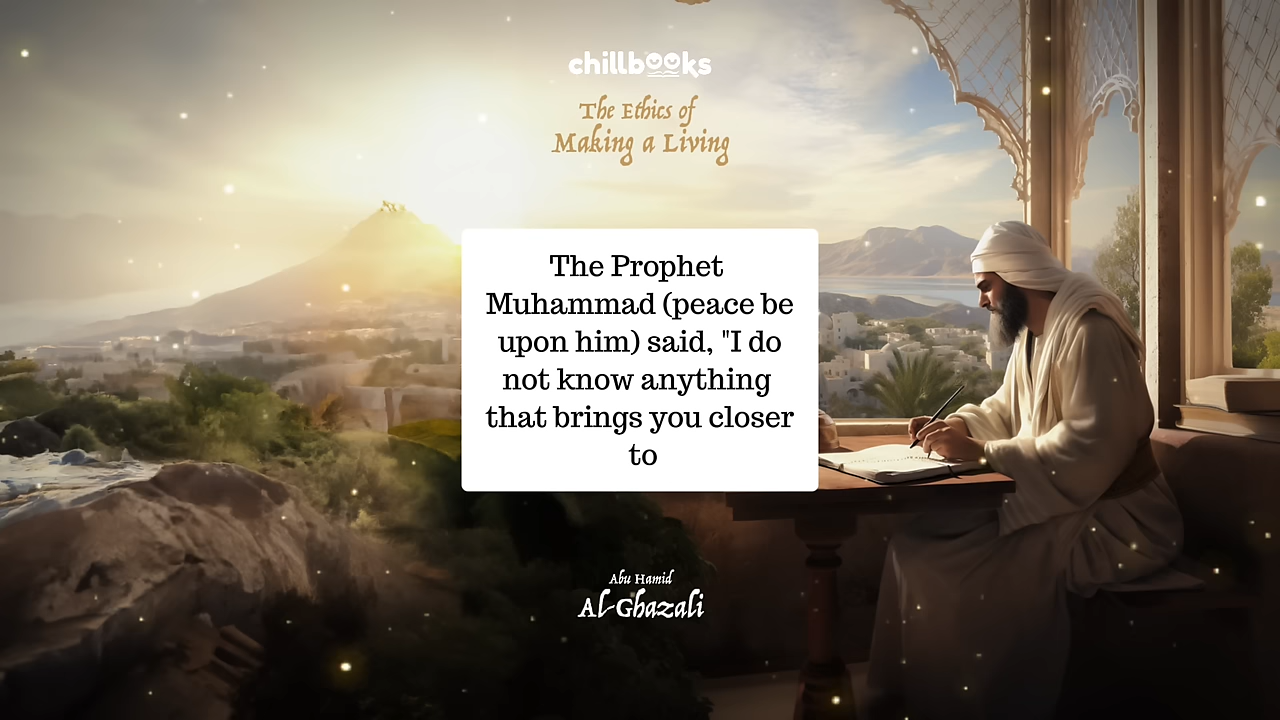 chillbooks
The Ethics of
Making a Living
The Prophet
Muhammad (peace be
upon him) said, "I do
not know anything
that brings you closer
to
Abu Hamid
Al-Ghazali